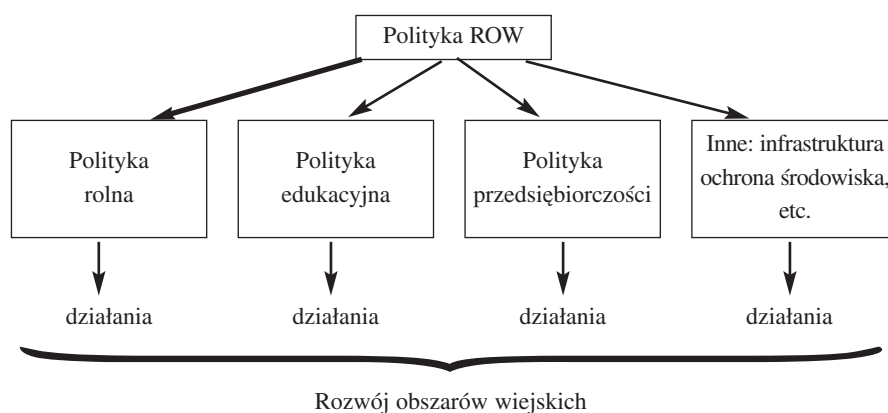 Polityka ROW
Polityka
rolna
Polityka
edukacyjna
Polityka
przedsiębiorczości
Inne: infrastruktura
ochrona środowiska,
etc.
działania
działania
działania
działania
Rozwój obszarów wiejskich